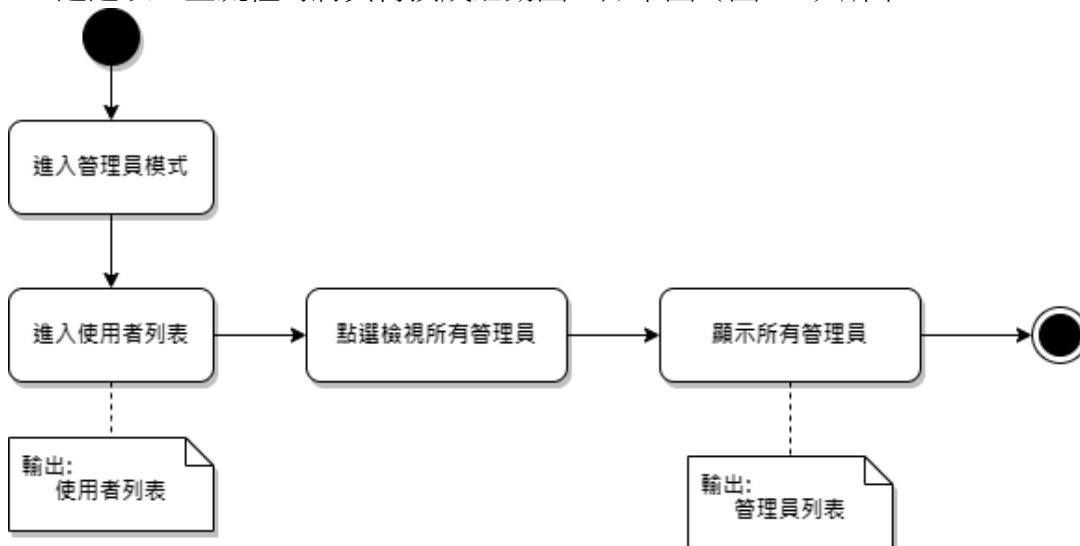 進入管理員模式
進入使用者列表
點選檢視所有管理員
顯示所有管理員
輸出:
使用者列表
輸出:
管理員列表